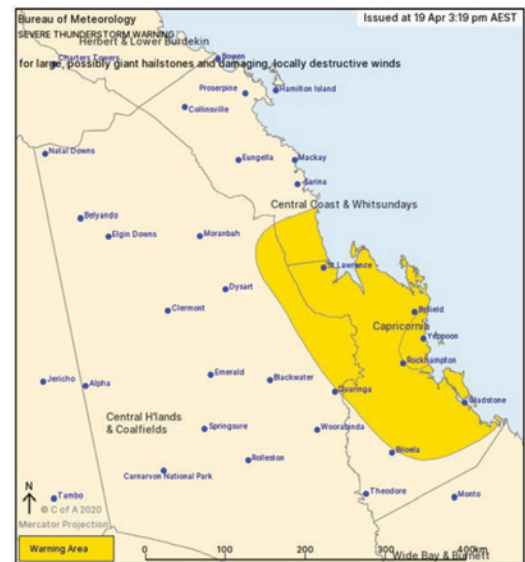 Bureau of Meteorology
Issued at 19 Apr 3:19 pm AEST
SEVERE THUNDERSTORM WARNING
Herbert & Lower Burdekin
for large, possibly giant hailstones and damaging, locally destructive winds
Charters Towers
Bowen
Proserpine
Hamilton Island
Collinsville
Natal Downs
Eungella
Mackay
Sarina
Central Coast & Whitsundays
Belyando
Elgin Downs
Moranbah
St Lawrence
Dysart
Clermont
Byfield
Capricornia
Yeppoon
Rockhampton
Jericho
Alpha
Emerald
Blackwater
Duaringa
Gladstone
Central H'lands
& Coalfields
Springsure
Woorabinda
Biloela
Rolleston
Carnarvon National Park
N
Tambo
Theodore
Monto
© C of A 2020
Mercator Projection
Warning Area
0
100
200
300
400km
Wide Bay & Burnett